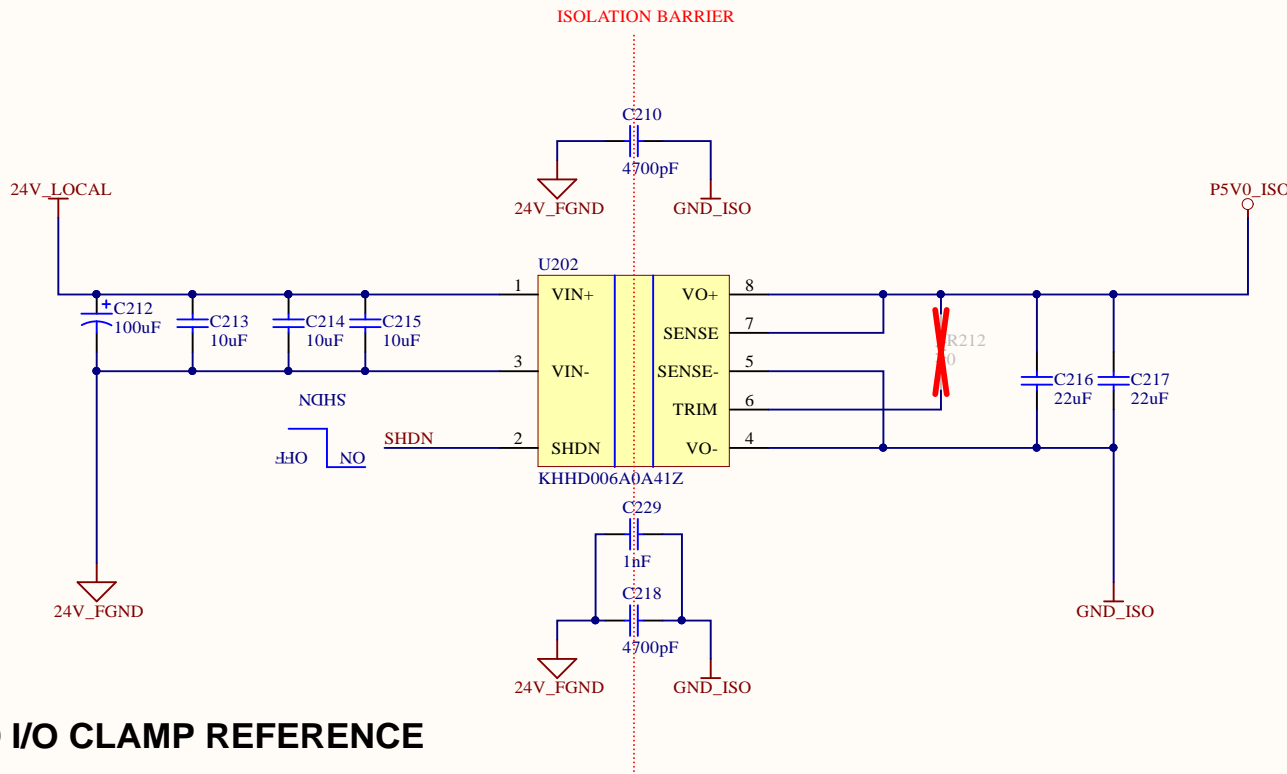 ISOLATION BARRIER
C210
4700pF
24V_FGND
GND_ISO
24V_LOCAL
P5V0_ISO
U202
C212
100uF
C213
10uF
C214
10uF
C215
10uF
1
VIN+
3
VIN-
2
SHDN
VO+
8
SENSE
7
SENSE-
5
TRIM
6
VO-
4
KHHD006A0A41Z
SHDN
OFF
ON
SHDN
C216
22uF
C217
22uF
24V_FGND
GND_ISO
C229
1nF
C218
4700pF
24V_FGND
GND_ISO
I/O CLAMP REFERENCE